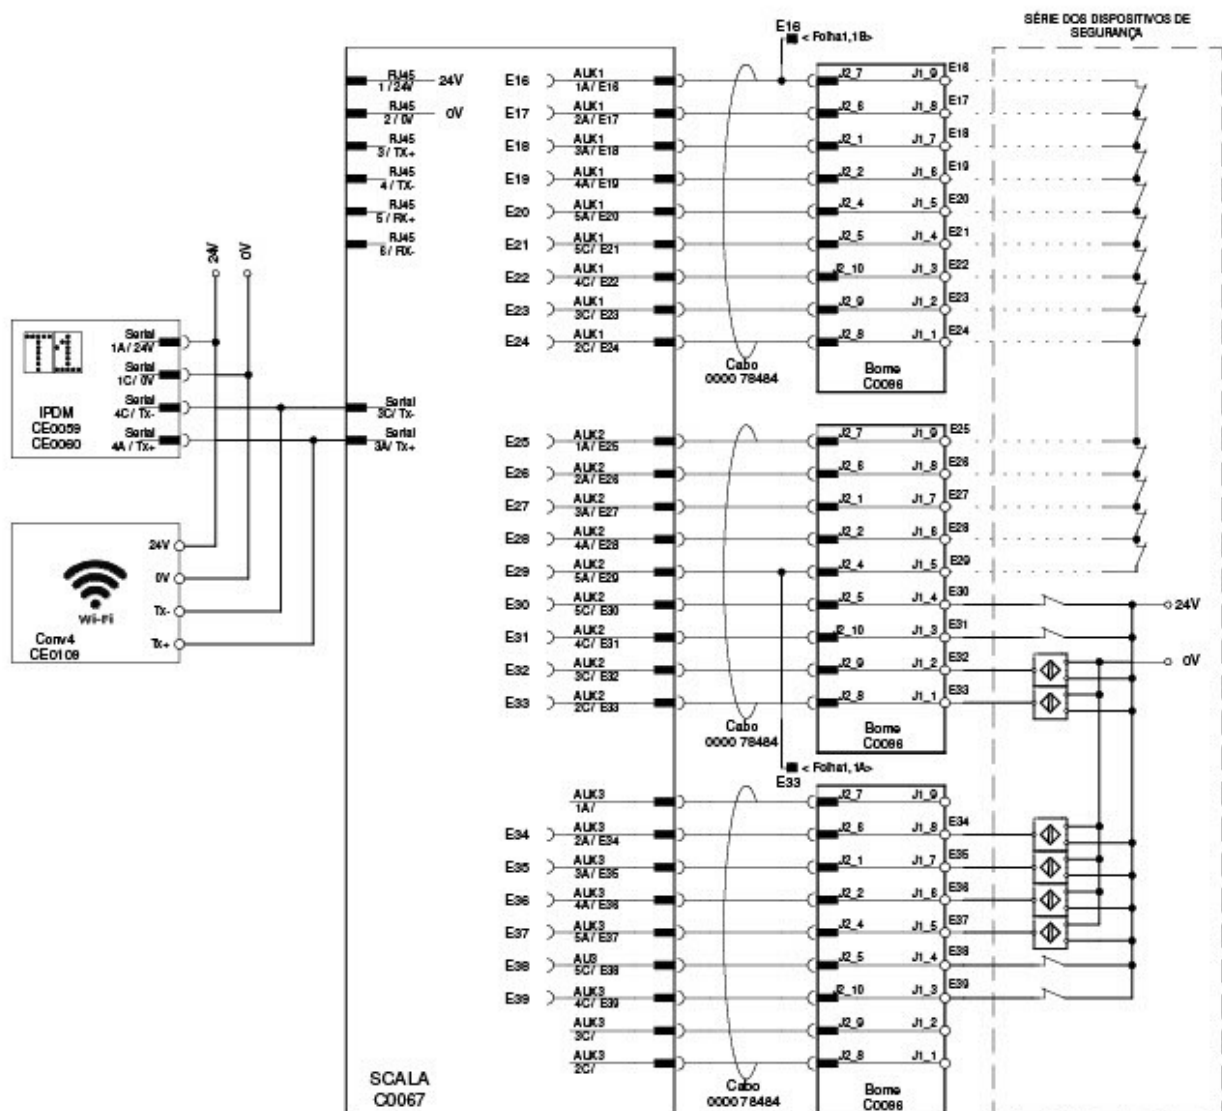 SÉRIE DOS DISPOSITIVOS DE
SEGURANÇA
E16
< Folha1,1B>
RJ45
1 / 24V
24V
RJ45
2 / 0V
0V
RJ45
3/ TX+
RJ45
4 / TX-
RJ45
5 / RX+
RJ45
6/ RX-
E16
AUX1
1A/ E16
J2_7
J1_9
E16
E17
AUX1
2A/ E17
J2_6
J1_8
E17
E18
AUX1
3A/ E18
J2_1
J1_7
E18
E19
AUX1
4A/ E19
J2_2
J1_6
E19
E20
AUX1
5A/ E20
J2_4
J1_5
E20
E21
AUX1
5C/ E21
J2_5
J1_4
E21
E22
AUX1
4C/ E22
J2_10
J1_3
E22
E23
AUX1
3C/ E23
J2_9
J1_2
E23
E24
AUX1
2C/ E24
J2_8
J1_1
E24
Cabo
0000 78484
Borne
C0096
24V
0V
Serial
1A / 24V
Serial
1C / 0V
Serial
4C / Tx-
Serial
4A / Tx+
T1
IPDM
CE0059
CE0060
Serial
3C/ Tx-
Serial
3A/ Tx+
24V
0V
Tx-
Tx+
Wi-Fi
Conv4
CE0109
E25
AUX2
1A/ E25
J2_7
J1_9
E25
E26
AUX2
2A/ E26
J2_6
J1_8
E26
E27
AUX2
3A/ E27
J2_1
J1_7
E27
E28
AUX2
4A/ E28
J2_2
J1_6
E28
E29
AUX2
5A/ E29
J2_4
J1_5
E29
E30
AUX2
5C/ E30
J2_5
J1_4
E30
24V
E31
AUX2
4C/ E31
J2_10
J1_3
E31
E32
AUX2
3C/ E32
J2_9
J1_2
E32
0V
E33
AUX2
2C/ E33
J2_8
J1_1
E33
Cabo
0000 78484
Borne
C0096
< Folha1,1A>
E33
AUX3
1A/
J2_7
J1_9
E34
AUX3
2A/ E34
J2_6
J1_8
E34
E35
AUX3
3A/ E35
J2_1
J1_7
E35
E36
AUX3
4A/ E36
J2_2
J1_6
E36
E37
AUX3
5A/ E37
J2_4
J1_5
E37
E38
AU3
5C/ E38
J2_5
J1_4
E38
E39
AUX3
4C/ E39
J2_10
J1_3
E39
AUX3
3C/
J2_9
J1_2
AUX3
2C/
J2_8
J1_1
SCALA
C0067
Cabo
000078484
Borne
C0096